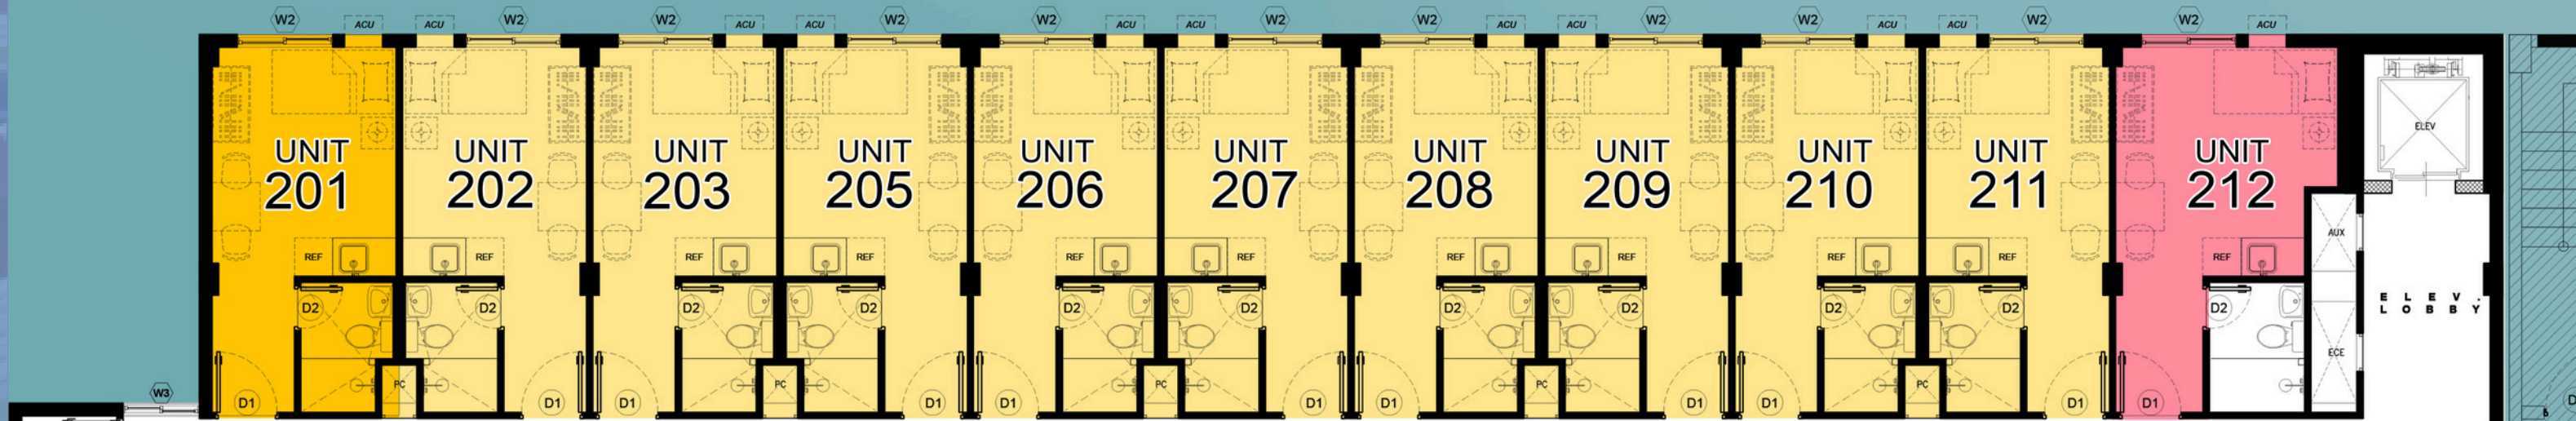 W2 ACU ACU W2 W2 ACU ACU W2 W2 ACU ACU W2 W2 ACU ACU W2 W2 ACU ACU W2 W2 ACU
ELEV
UNIT UNIT UNIT UNIT UNIT UNIT UNIT UNIT UNIT UNIT UNIT
201 202 203 205 206 207 208 209 210 211 212
AUX
REF REF REF REF REF REF REF REF REF REF REF
D2 D2 D2 D2 D2 D2 D2 D2 D2 D2 D2
ELEV.
LOBBY
ECE
PC PC PC PC PC
W3 D1 D1 D1 D1 D1 D1 D1 D1 D1 D1 D1